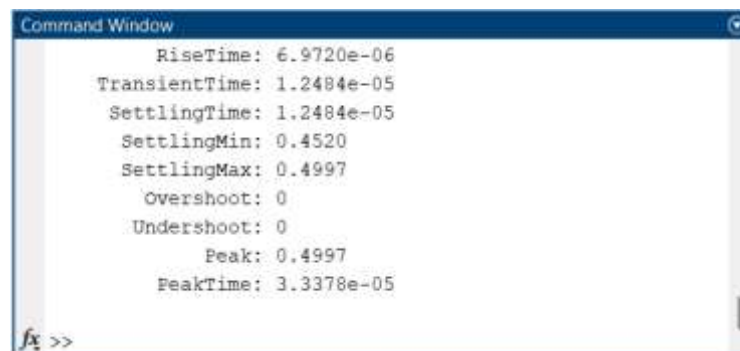 Command Window
RiseTime: 6.9720e-06
TransientTime: 1.2484e-05
SettlingTime: 1.2484e-05
SettlingMin: 0.4520
SettlingMax: 0.4997
Overshoot: 0
Undershoot: 0
Peak: 0.4997
PeakTime: 3.3378e-05
fx >>